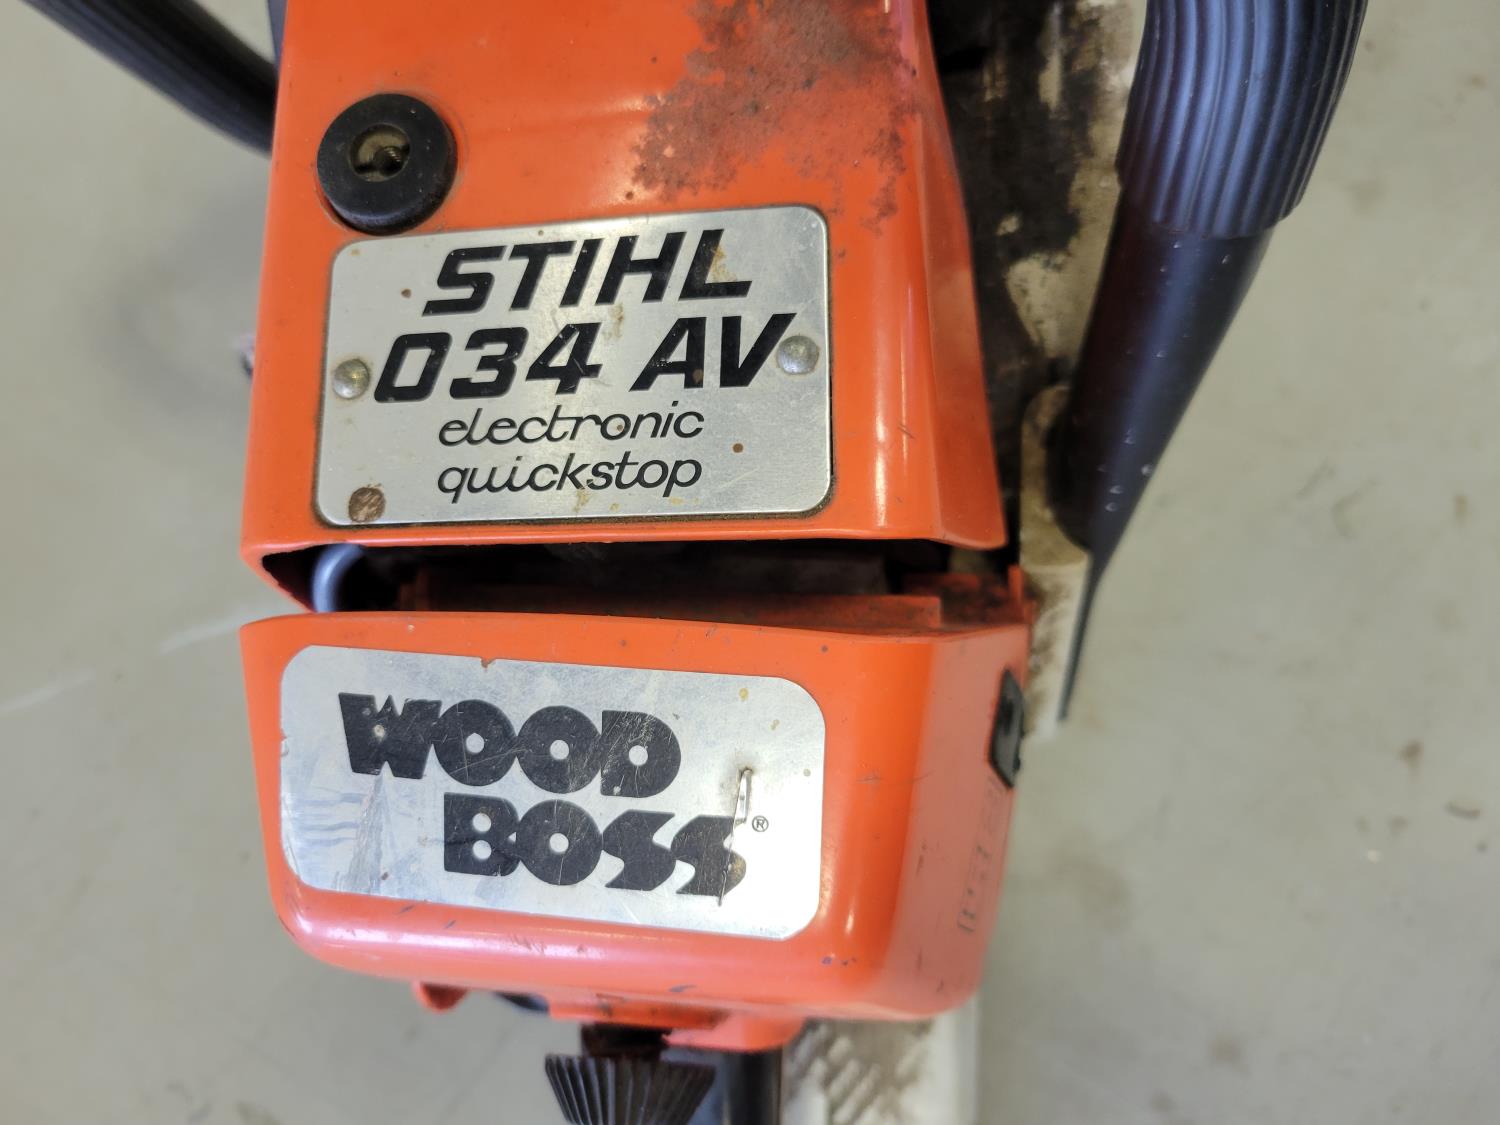 STIHL
034 AV
electronic
quickstop
WOOD
BOSS®